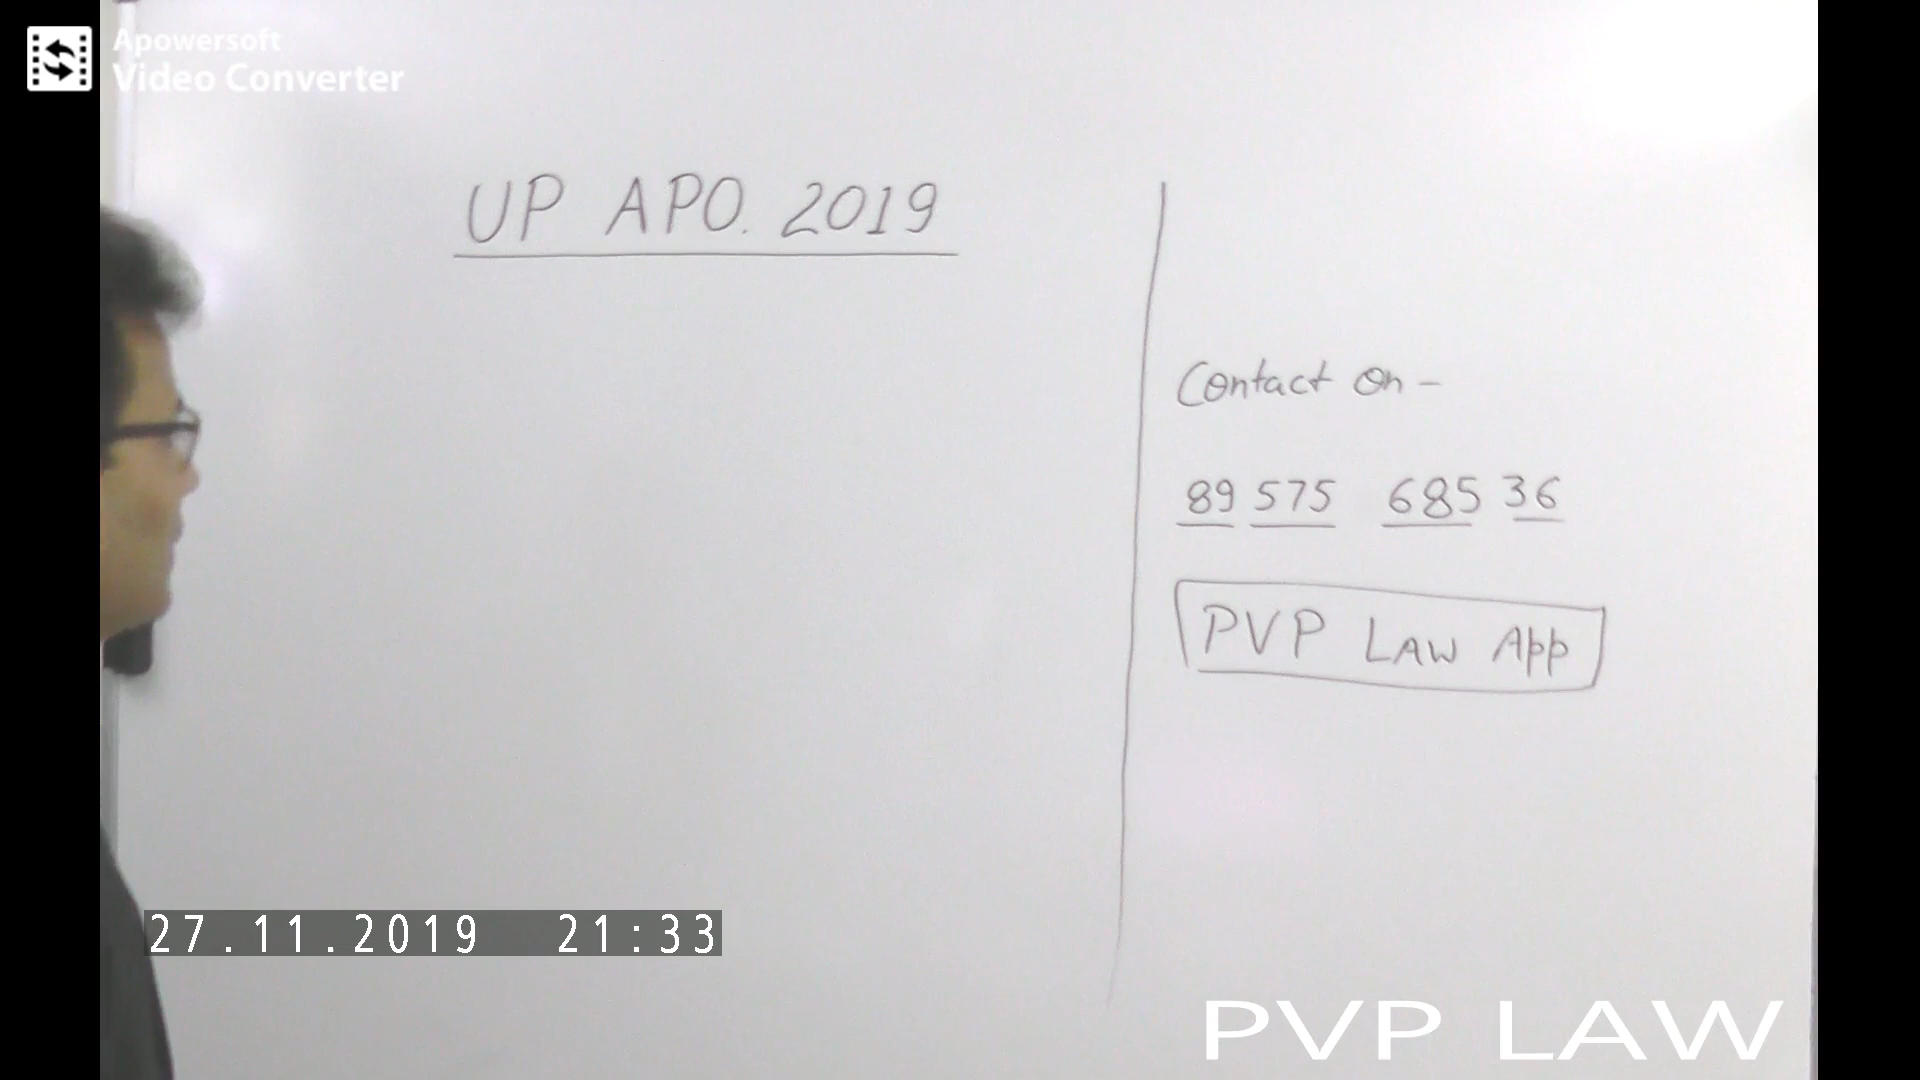 Apowersoft
Video Converter
UP APO. 2019
Contact on -
89 575 685 36
PVP LAW App
27.11.2019 21:33
PVP LAW